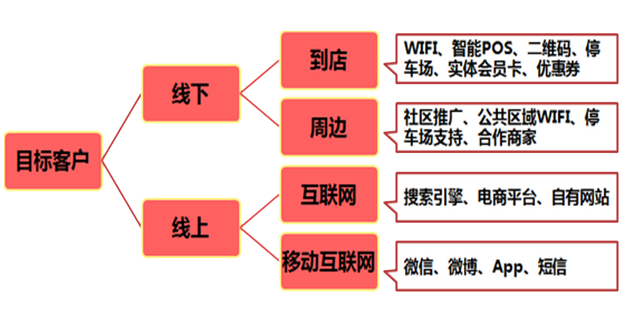 目标客户
线下
到店
WIFI、智能POS、二维码、停
车场、实体会员卡、优惠券
周边
社区推广、公共区域WIFI、停
车场支持、合作商家
线上
互联网
搜索引擎、电商平台、自有网站
移动互联网
微信、微博、App、短信